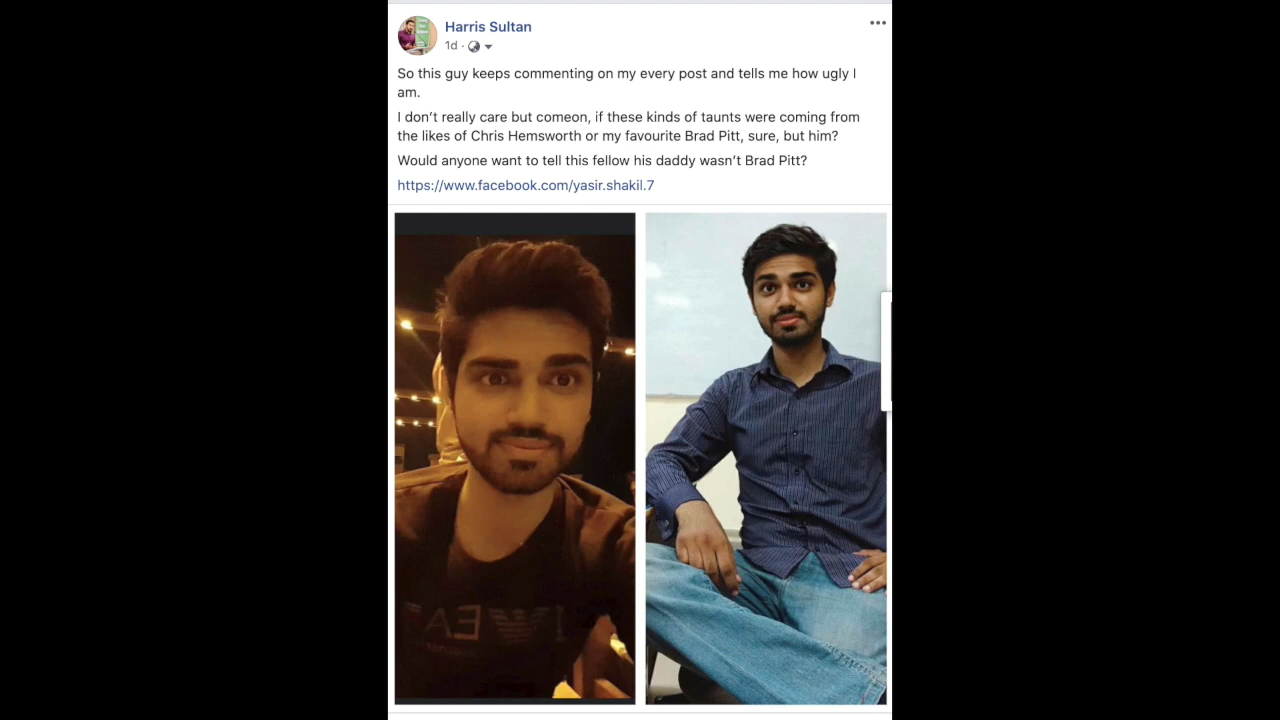 Harris Sultan
1d
So this guy keeps commenting on my every post and tells me how ugly I
am.
I don't really care but comeon, if these kinds of taunts were coming from
the likes of Chris Hemsworth or my favourite Brad Pitt, sure, but him?
Would anyone want to tell this fellow his daddy wasn't Brad Pitt?
https://www.facebook.com/yasir.shakil.7